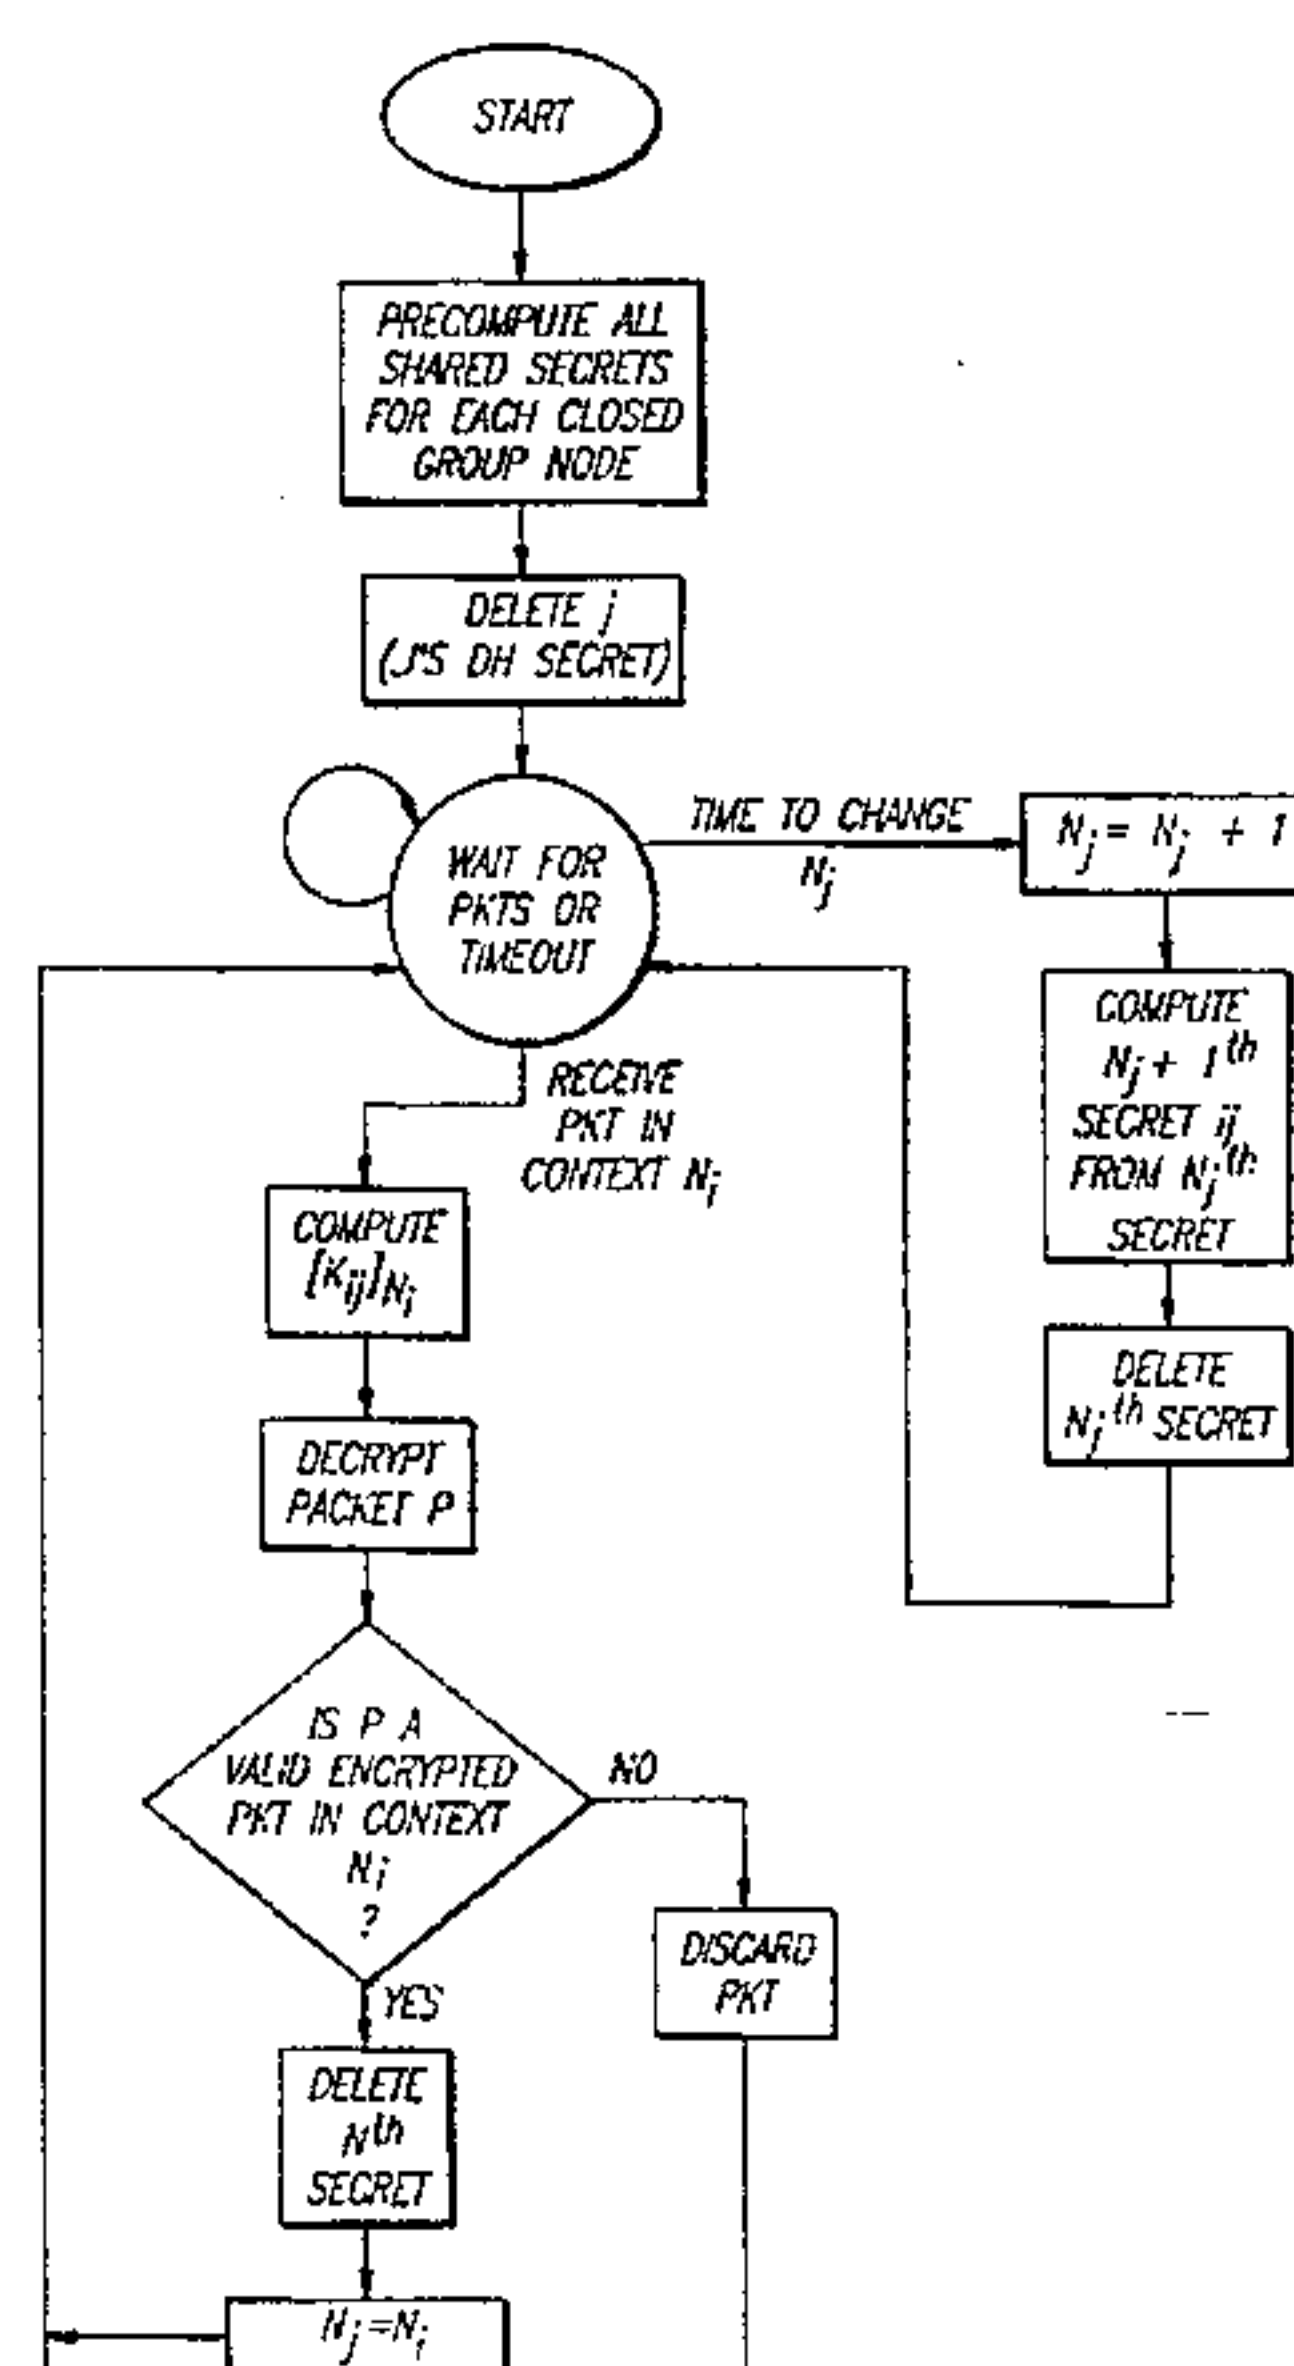 START
PRECOMPUTE ALL
SHARED SECRETS
FOR EACH CLOSED
GROUP NODE
DELETE j
(J"S DH SECRET)
WAIT FOR
PKTS OR
TIMEOUT
TIME TO CHANGE
Nj
Nj = Nj + 1
COMPUTE
Nj + 1th
SECRET ij
FROM Njth
SECRET
DELETE
Njth SECRET
RECEIVE
PKT IN
CONTEXT Ni
COMPUTE
[Kij]Ni
DECRYPT
PACKET P
IS P A
VALID ENCRYPTED
PKT IN CONTEXT
Ni
?
NO
DISCARD
PKT
YES
DELETE
Nth
SECRET
Nj=Ni